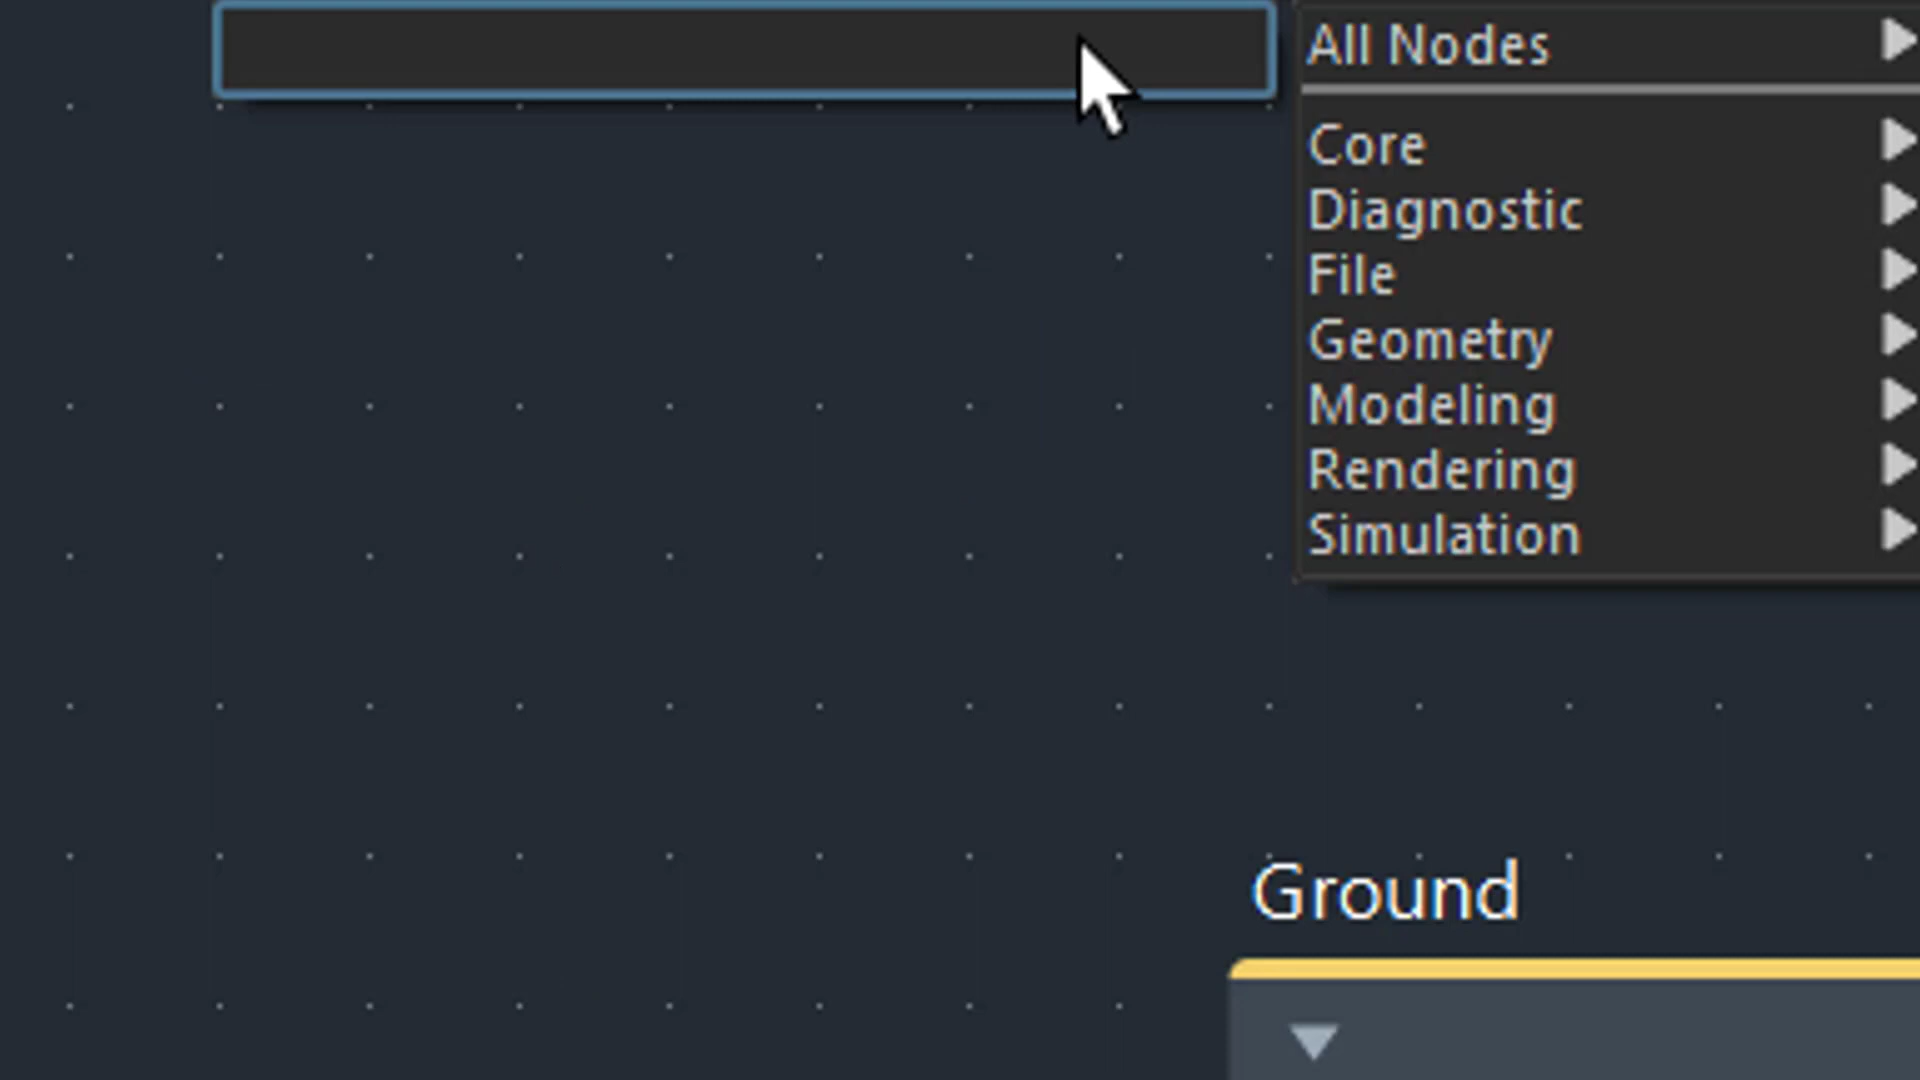 All Nodes
Core
Diagnostic
File
Geometry
Modeling
Rendering
Simulation
Ground